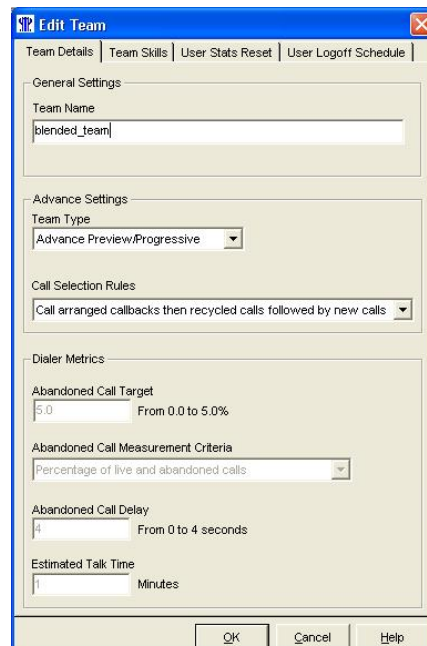 Edit Team
Team Details Team Skills User Stats Reset User Logoff Schedule
General Settings
Team Name
blended_team
Advance Settings
Team Type
Advance Preview/Progressive
Call Selection Rules
Call arranged callbacks then recycled calls followed by new calls
Dialer Metrics
Abandoned Call Target
5.0 From 0.0 to 5.0%
Abandoned Call Measurement Criteria
Percentage of live and abandoned calls
Abandoned Call Delay
4 From 0 to 4 seconds
Estimated Talk Time
1 Minutes
OK Cancel Help